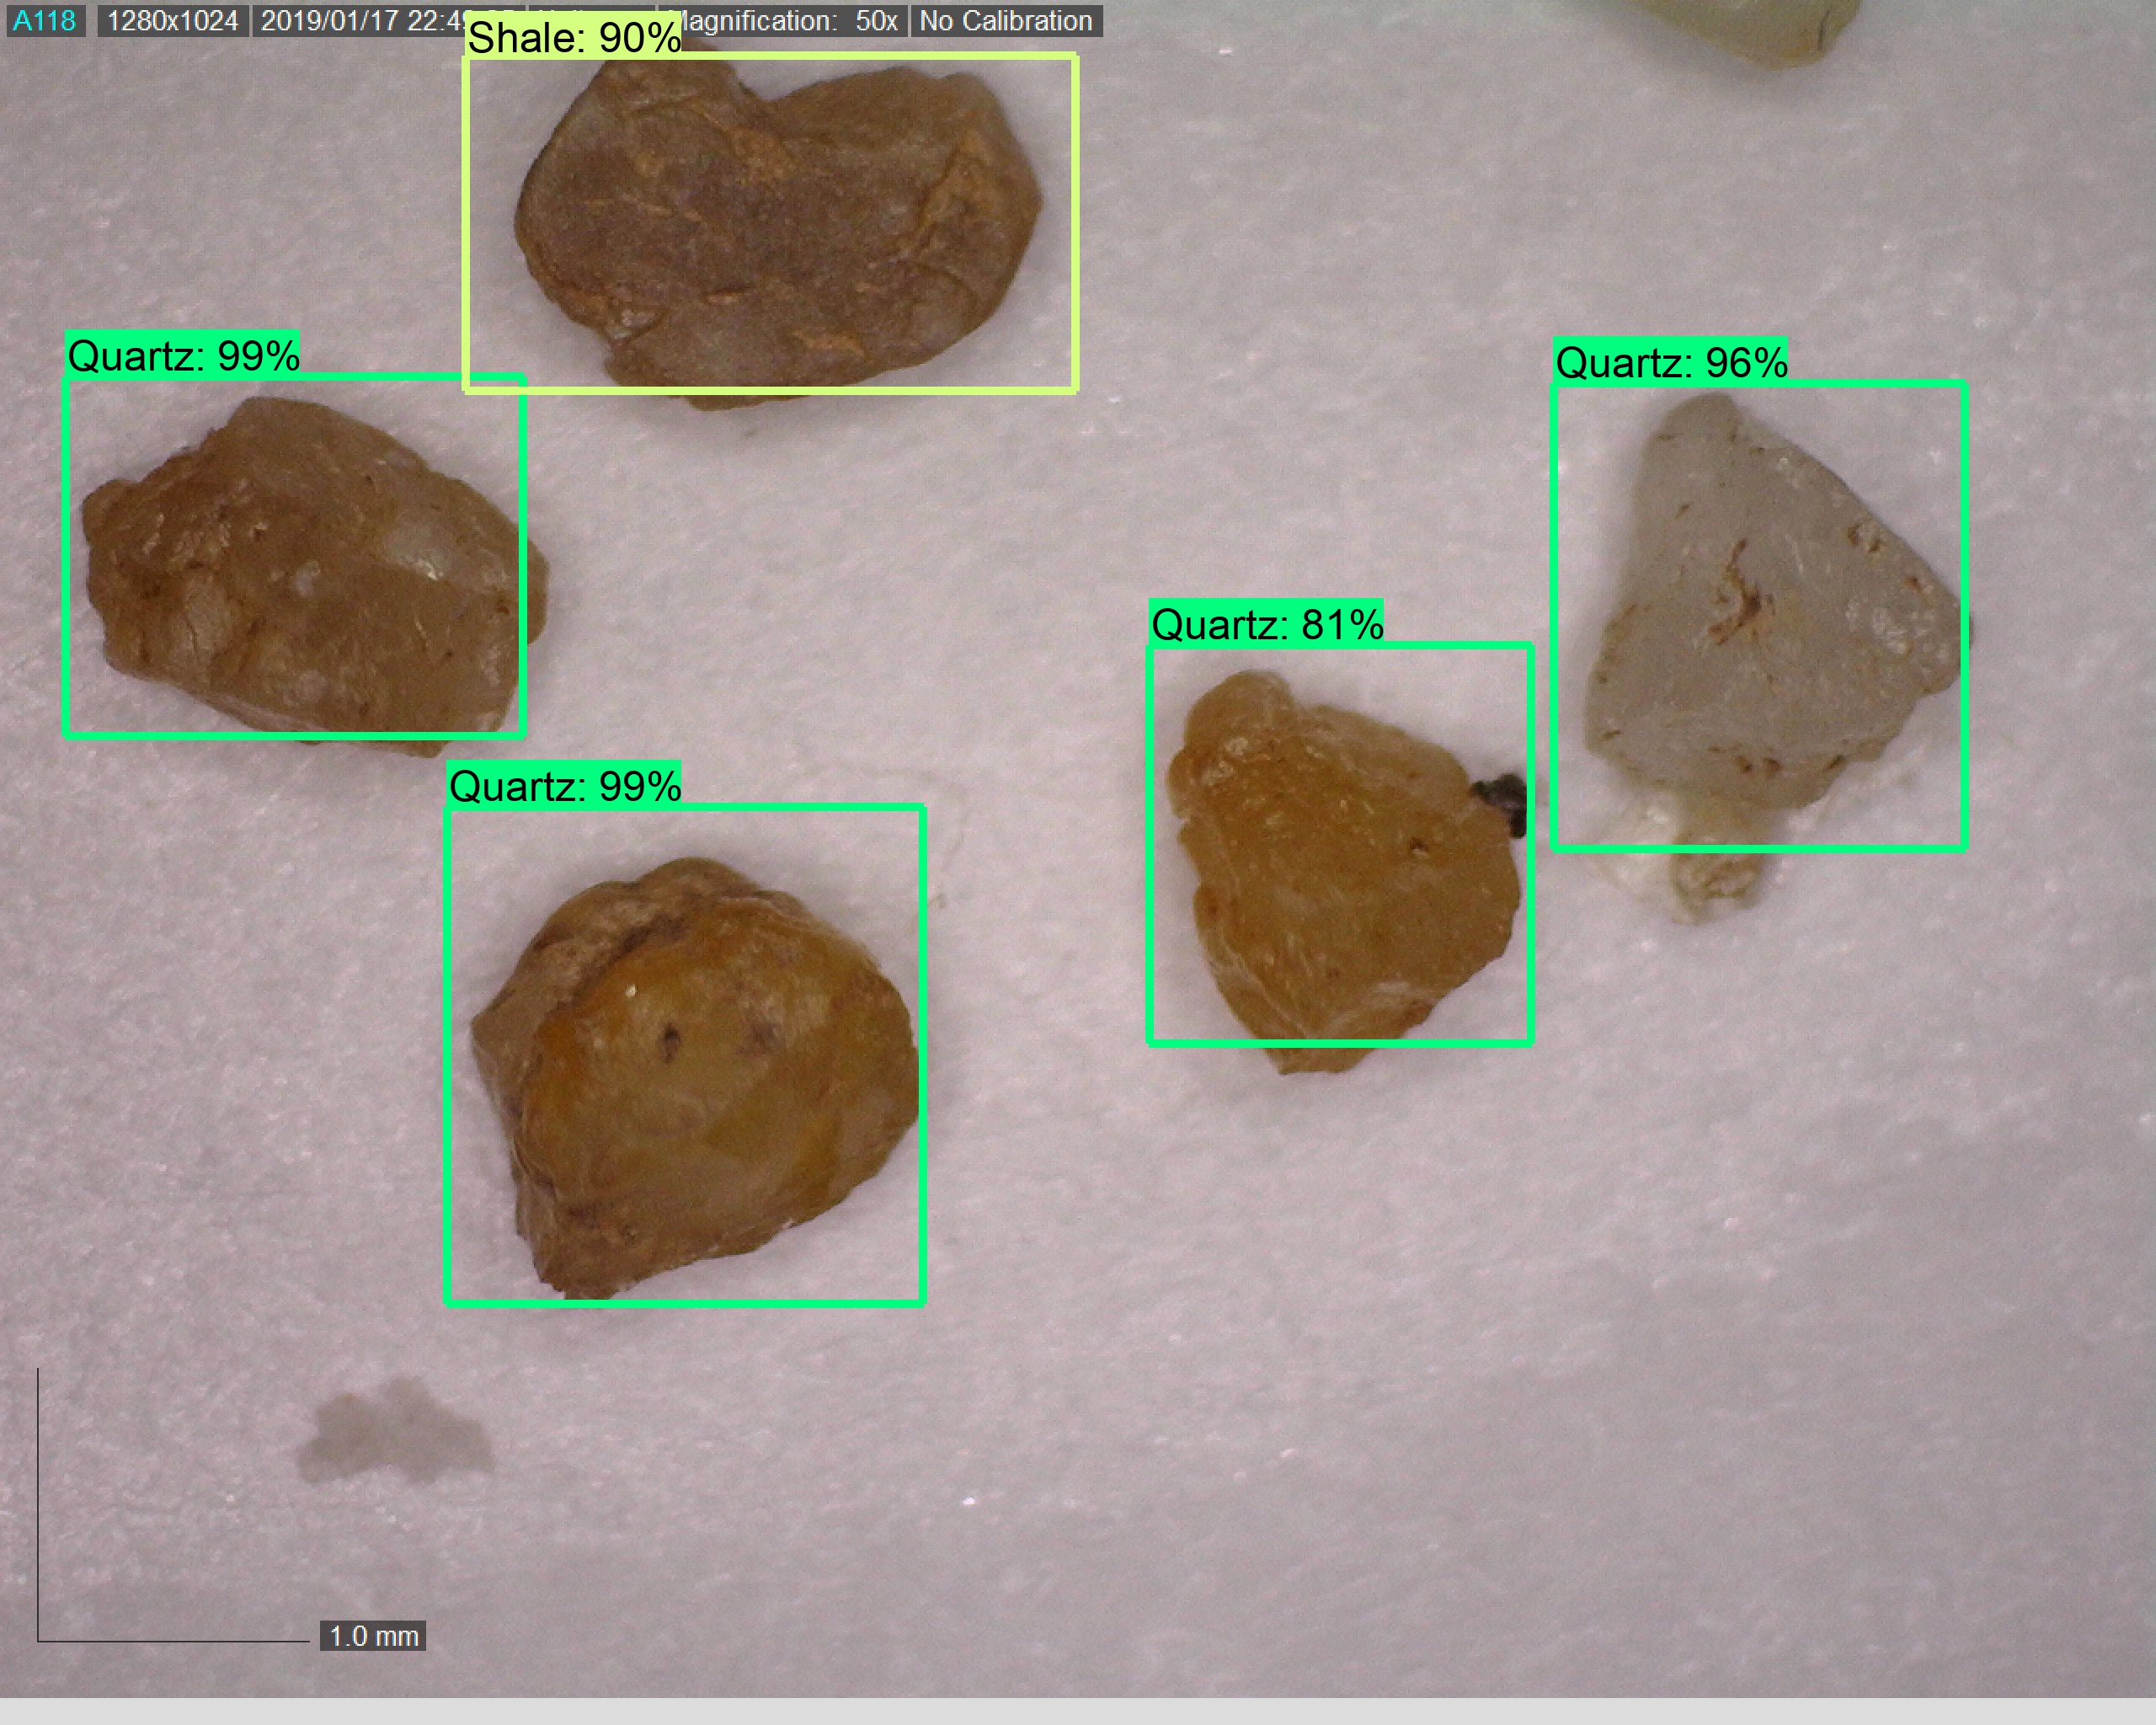 A118 1280x1024 2019/01/17 22:4 Magnification: 50x No Calibration
Shale: 90%
Quartz: 99%
Quartz: 96%
Quartz: 81%
Quartz: 99%
1.0 mm